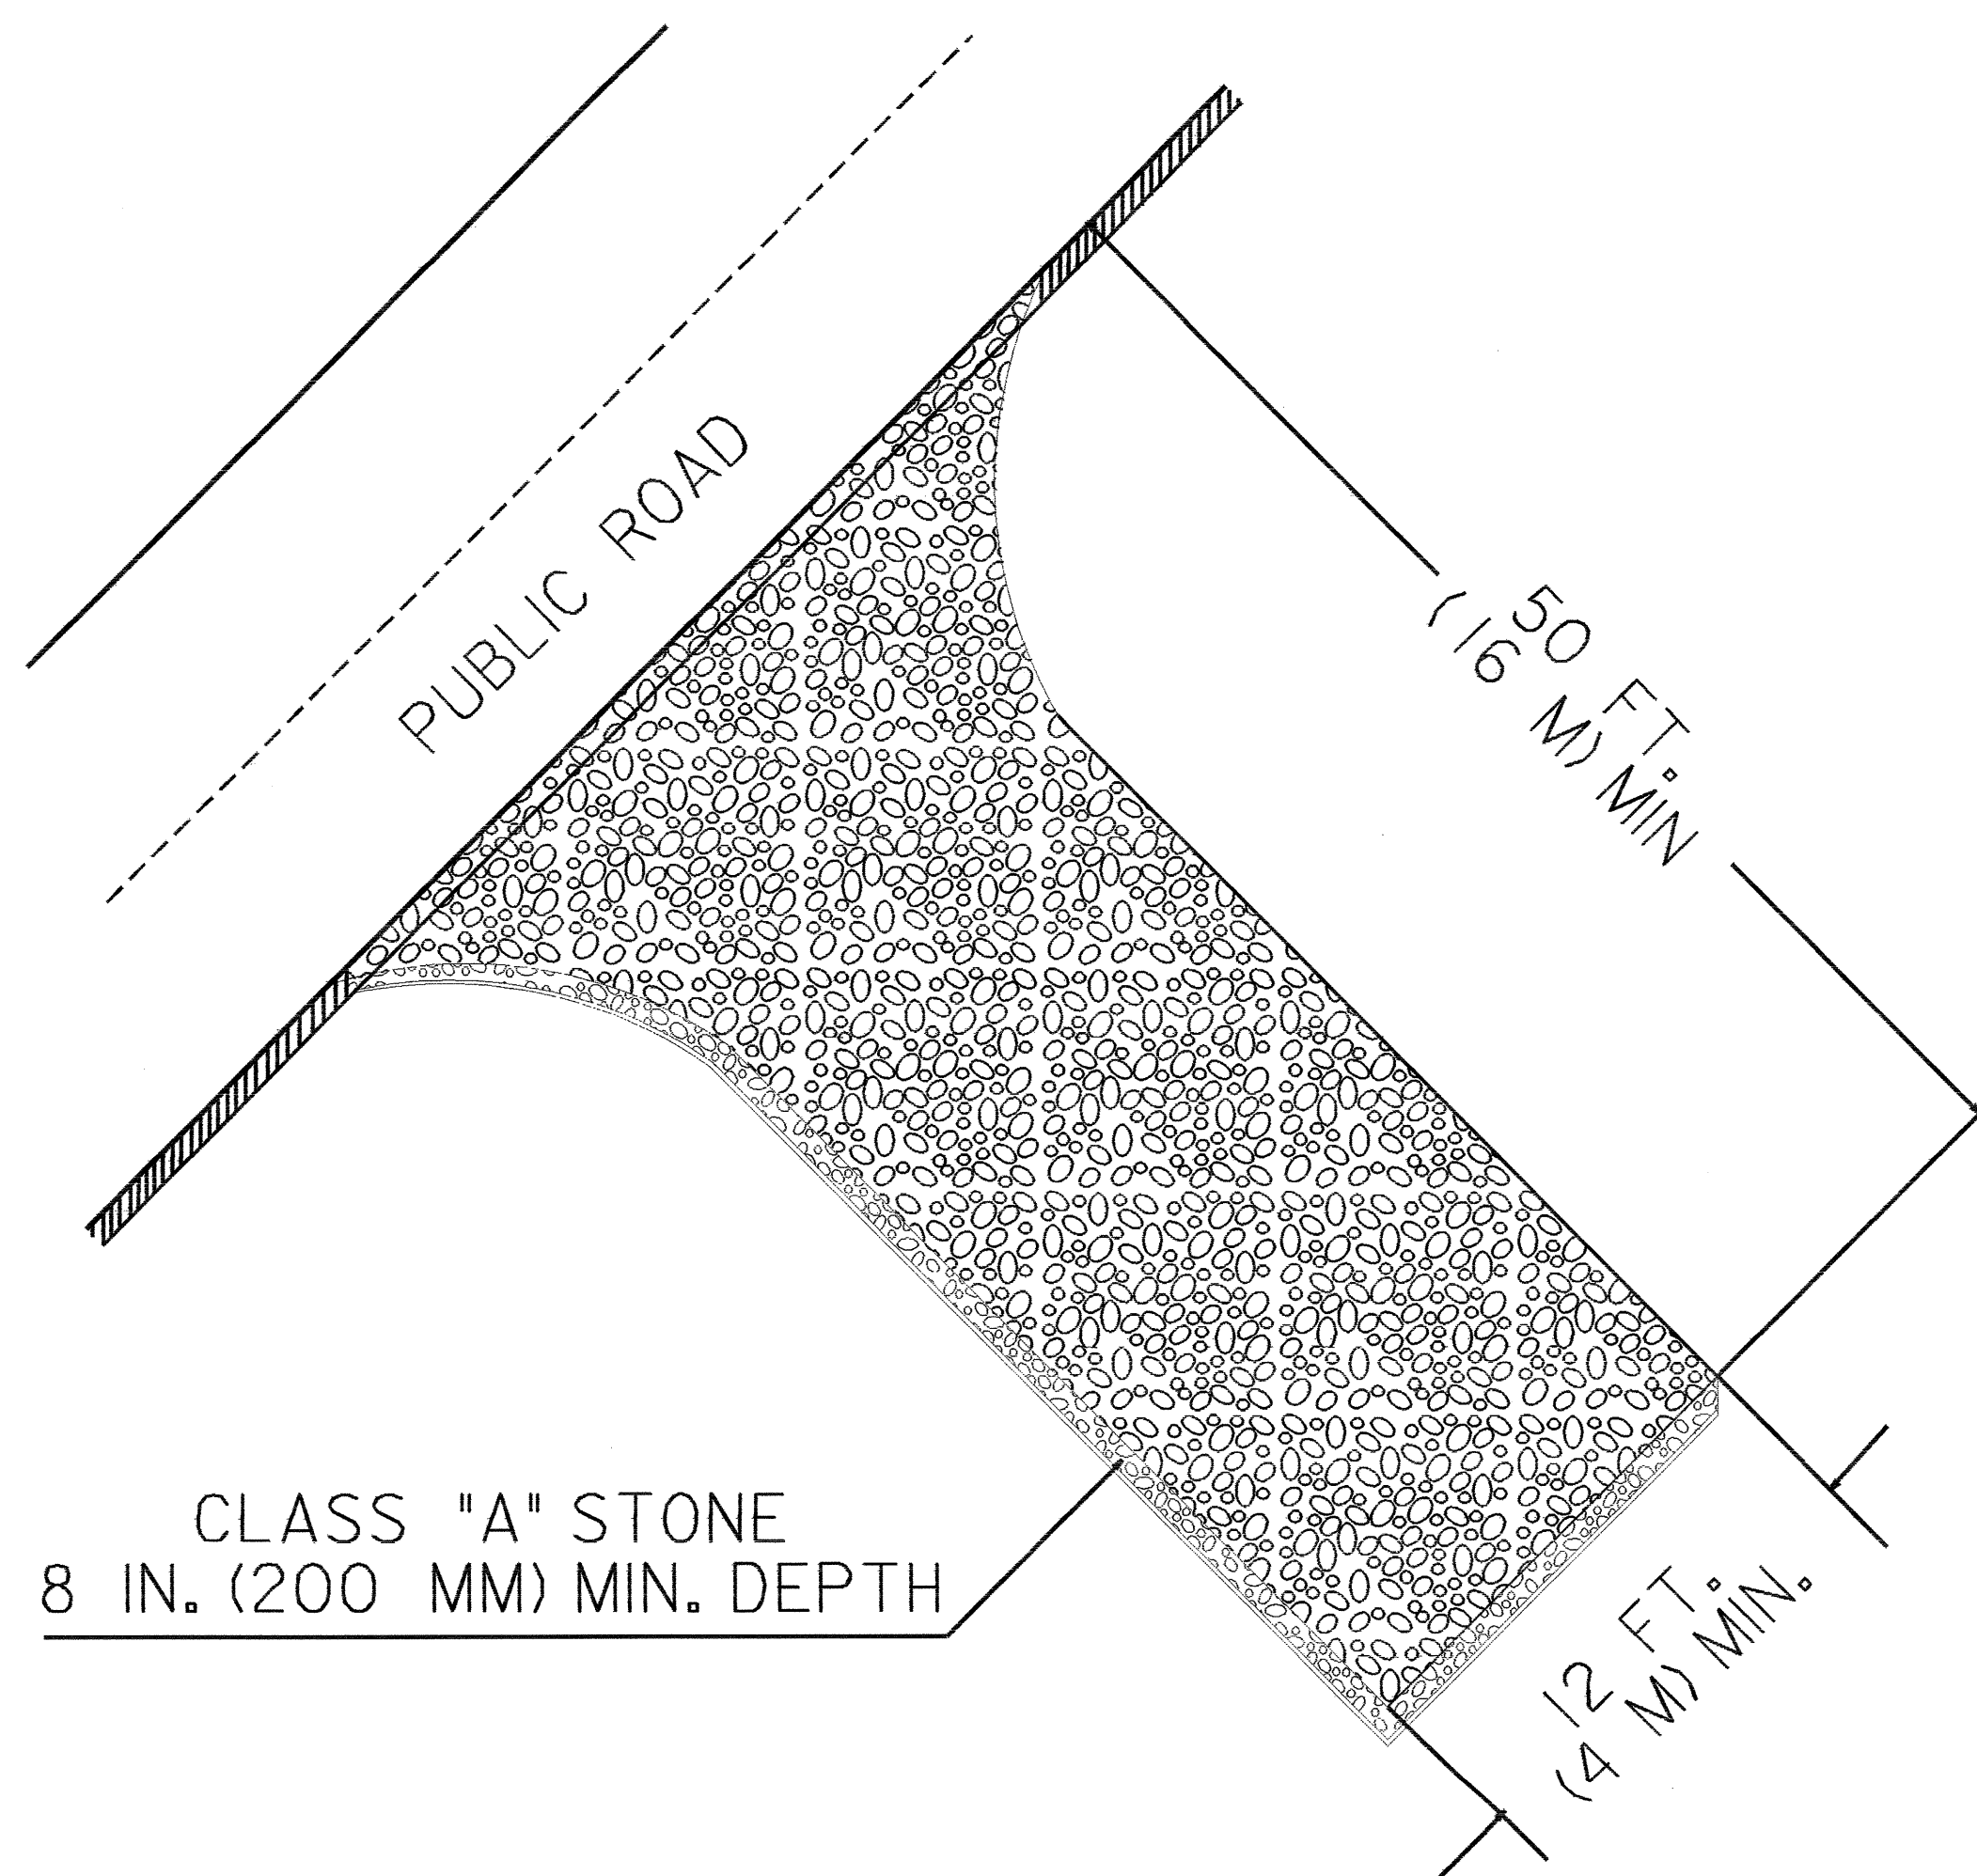 PUBLIC ROAD
50 FT.
(16 M) MIN
CLASS "A" STONE
8 IN. (200 MM) MIN. DEPTH
12 FT.
(4 M) MIN.